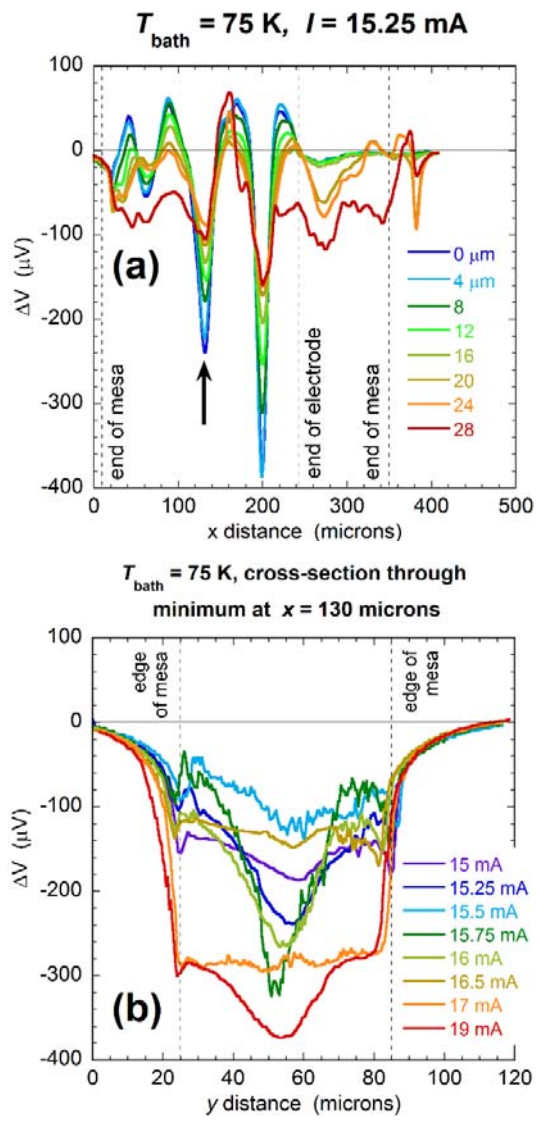 T_bath = 75 K, I = 15.25 mA
100
0
-100
-200
-300
-400
ΔV (μV)
(a)
end of mesa
end of electrode
end of mesa
0 μm
4 μm
8
12
16
20
24
28
0 100 200 300 400 500
x distance (microns)
T_bath = 75 K, cross-section through
minimum at x = 130 microns
100
0
-100
-200
-300
-400
ΔV (μV)
edge
of mesa
edge of
mesa
(b)
15 mA
15.25 mA
15.5 mA
15.75 mA
16 mA
16.5 mA
17 mA
19 mA
0 20 40 60 80 100 120
y distance (microns)